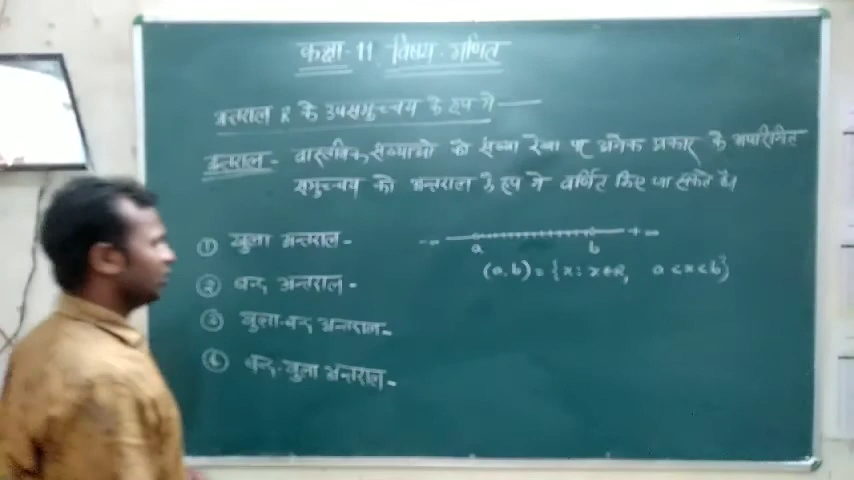 कक्षा - 11 विषय - गणित
अन्तराल R के उपसमुच्चय के रूप में —
अन्तराल - वास्तविक संख्याओ को संख्या रेखा पर अनेक प्रकार के अपरिमित
समुच्चय को अन्तराल के रूप मे वर्णित किए जा सकते है।
① खुला अन्तराल -
-∞ a b +∞
(a, b) = {x : x ∈ R, a < x < b}
② बन्द अन्तराल -
③ खुला-बन्द अन्तराल -
④ बन्द-खुला अन्तराल -